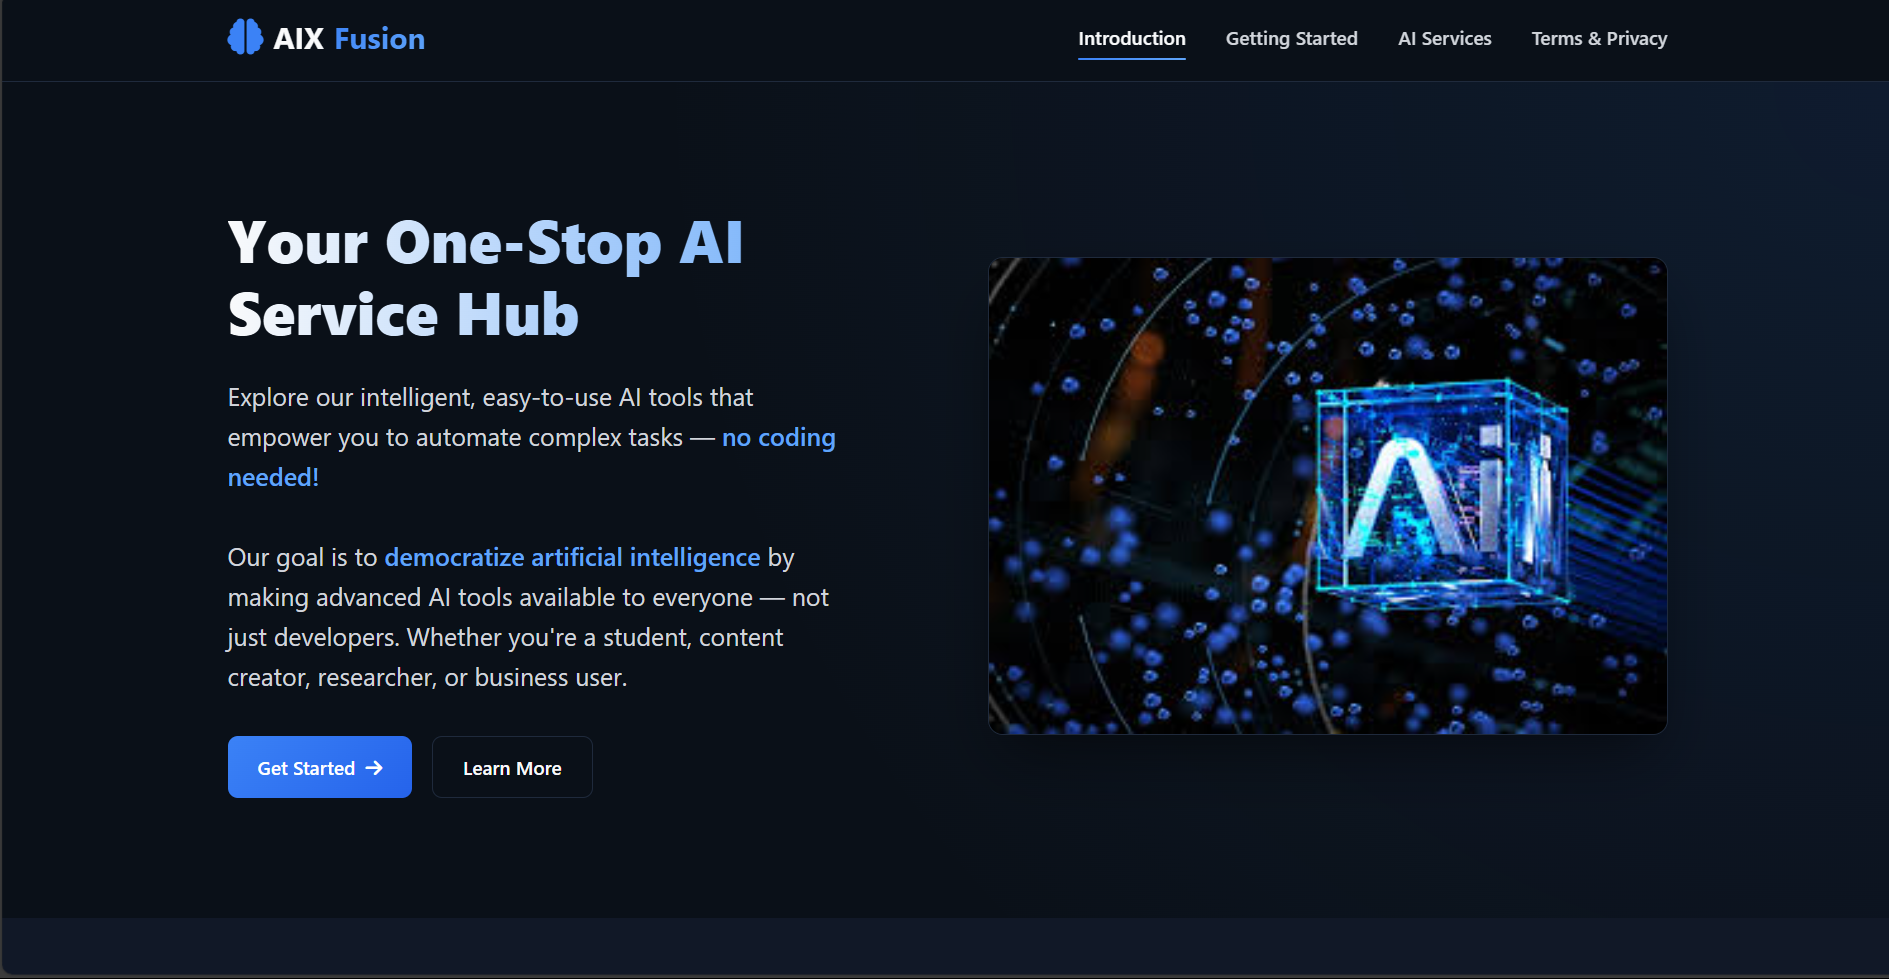 AIX Fusion
Introduction
Getting Started
AI Services
Terms & Privacy
Your One-Stop AI
Service Hub
Explore our intelligent, easy-to-use AI tools that
empower you to automate complex tasks — no coding
needed!
Our goal is to democratize artificial intelligence by
making advanced AI tools available to everyone — not
just developers. Whether you're a student, content
creator, researcher, or business user.
Get Started →
Learn More
Ai